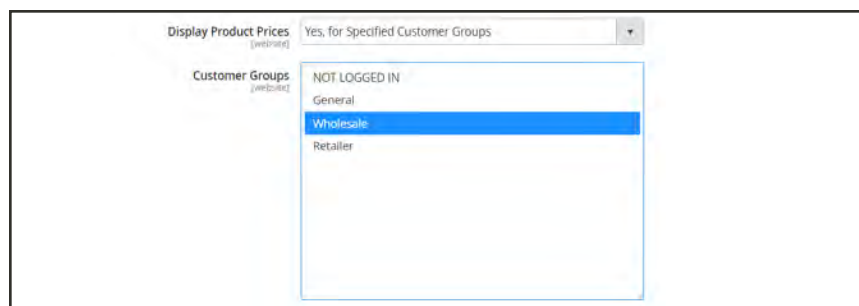 Display Product Prices
[website]
Yes, for Specified Customer Groups
Customer Groups
[website]
NOT LOGGED IN
General
Wholesale
Retailer